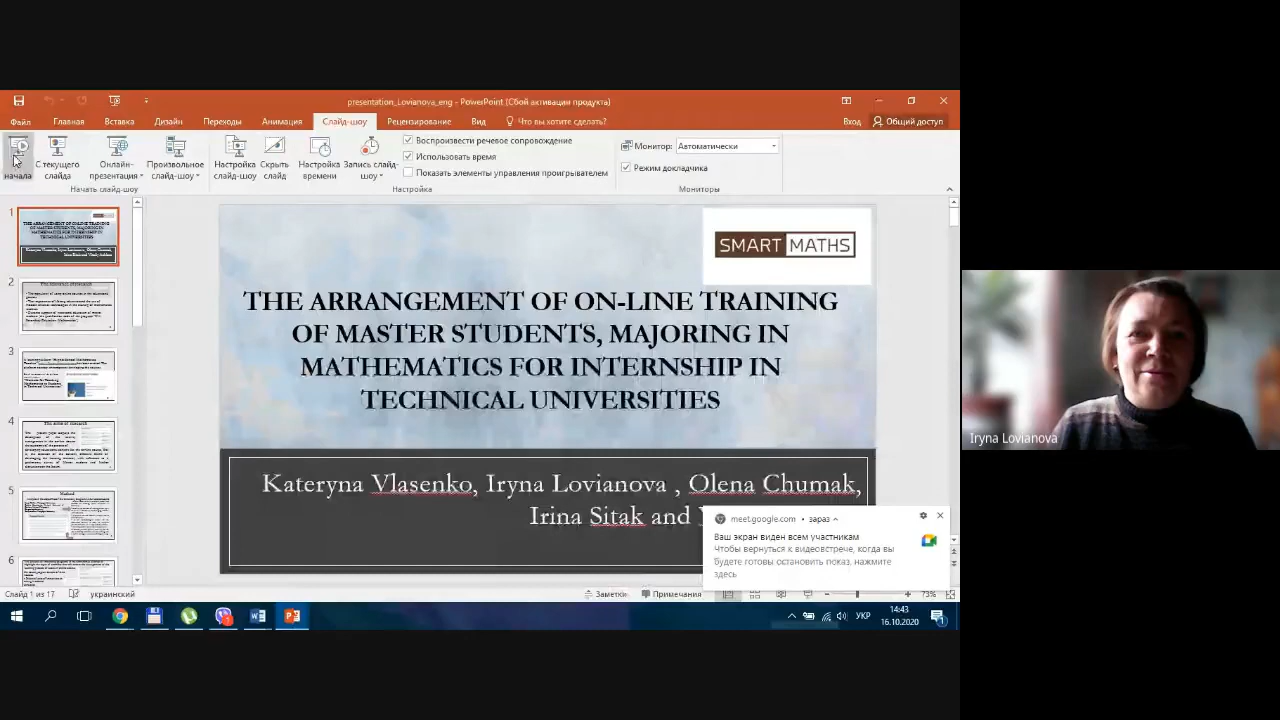 presentation_Lovianova_eng - PowerPoint (Сбой активации продукта)
Файл Главная Вставка Дизайн Переходы Анимация Слайд-шоу Рецензирование Вид Что вы хотите сделать? Вход Общий доступ
начала
С текущего слайда
Онлайн-презентация
Произвольное слайд-шоу
Настройка слайд-шоу
Скрыть слайд
Настройка времени
Запись слайд-шоу
Воспроизвести речевое сопровождение
Использовать время
Показать элементы управления проигрывателем
Монитор: Автоматически
Режим докладчика
Начать слайд-шоу
Настройка
Мониторы
1
2
3
4
5
6
SMART MATHS
THE ARRANGEMENT OF ON-LINE TRAINING
OF MASTER STUDENTS, MAJORING IN
MATHEMATICS FOR INTERNSHIP IN
TECHNICAL UNIVERSITIES
Kateryna Vlasenko, Iryna Lovianova , Olena Chumak,
Irina Sitak and
meet.google.com • зараз
Ваш экран виден всем участникам
Чтобы вернуться к видеовстрече, когда вы
будете готовы остановить показ, нажмите
здесь
Iryna Lovianova
Слайд 1 из 17 украинский Заметки Примечания 73%
УКР
14:43
16.10.2020